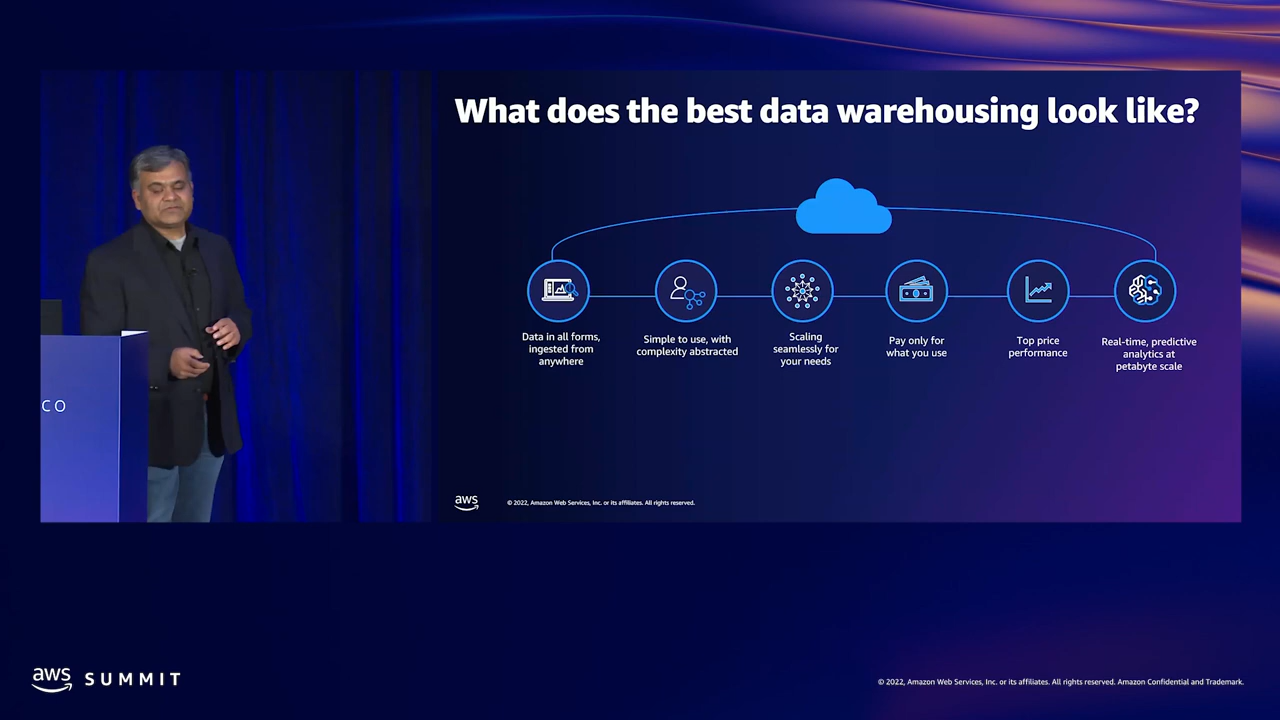 What does the best data warehousing look like?
Data in all forms,
ingested from
anywhere
Simple to use, with
complexity abstracted
Scaling
seamlessly for
your needs
Pay only for
what you use
Top price
performance
Real-time, predictive
analytics at
petabyte scale
CO
aws
© 2022, Amazon Web Services, Inc. or its affiliates. All rights reserved.
aws SUMMIT
© 2022, Amazon Web Services, Inc. or its affiliates. All rights reserved. Amazon Confidential and Trademark.